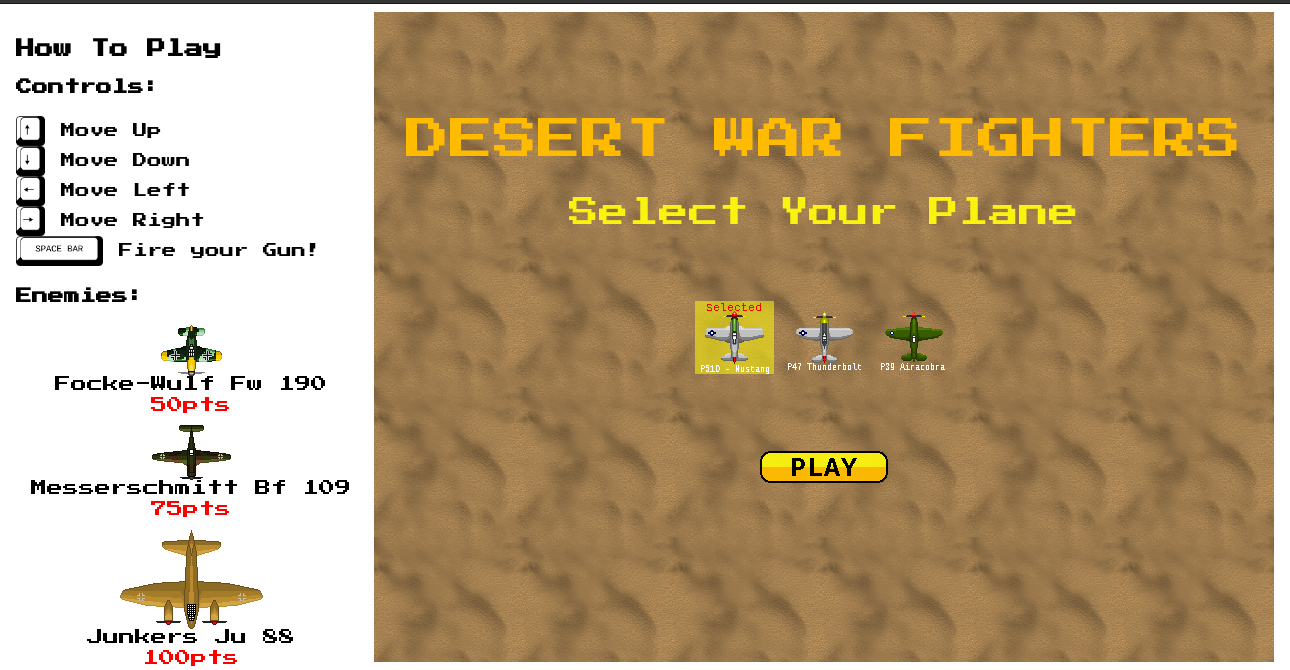 How To Play
Controls:
↑ Move Up
↓ Move Down
← Move Left
→ Move Right
SPACE BAR Fire your Gun!
Enemies:
Focke-Wulf Fw 190
50pts
Messerschmitt Bf 109
75pts
Junkers Ju 88
100pts
DESERT WAR FIGHTERS
Select Your Plane
Selected
P51D - Mustang
P47 Thunderbolt
P39 Airacobra
PLAY